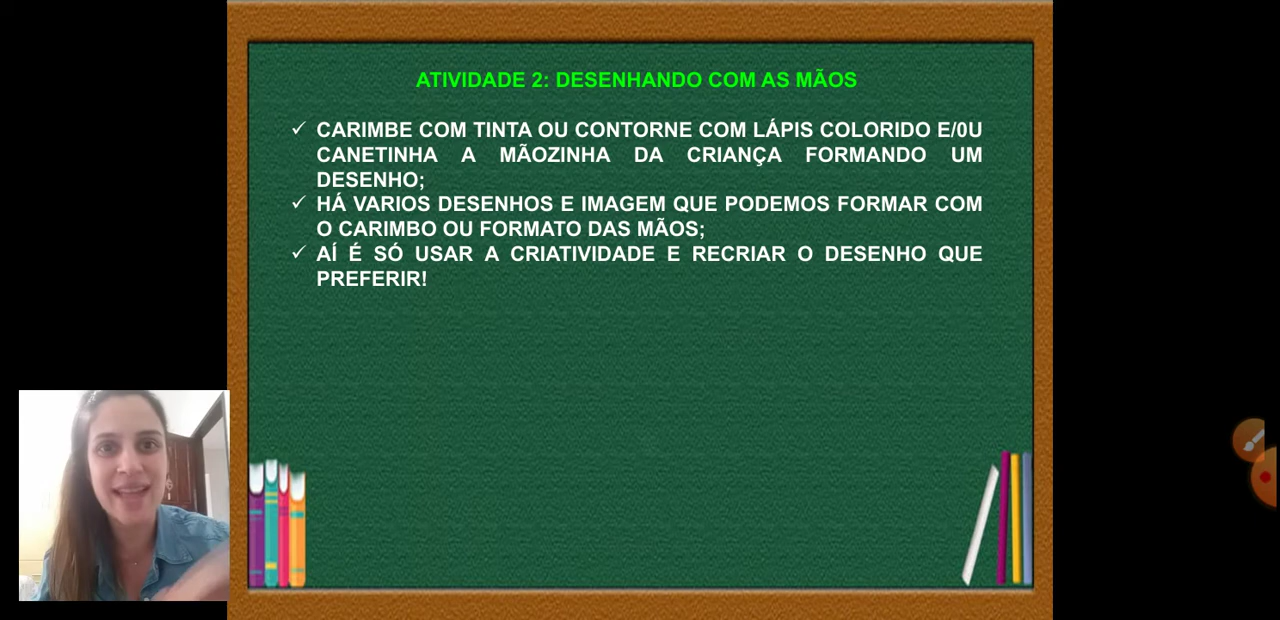 ATIVIDADE 2: DESENHANDO COM AS MÃOS
CARIMBE COM TINTA OU CONTORNE COM LÁPIS COLORIDO E/0U
CANETINHA A MÃOZINHA DA CRIANÇA FORMANDO UM
DESENHO;
HÁ VARIOS DESENHOS E IMAGEM QUE PODEMOS FORMAR COM
O CARIMBO OU FORMATO DAS MÃOS;
AÍ É SÓ USAR A CRIATIVIDADE E RECRIAR O DESENHO QUE
PREFERIR!